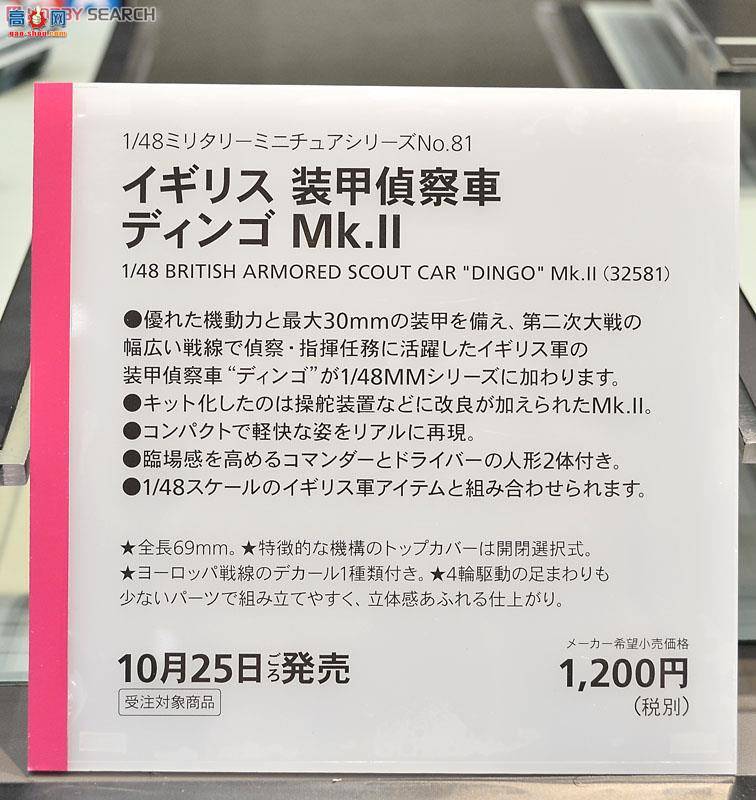 HOBBY SEARCH
高手网
gao-shou.com
1/48ミリタリーミニチュアシリーズNo.81
イギリス 装甲偵察車
ディンゴ Mk.II
1/48 BRITISH ARMORED SCOUT CAR "DINGO" Mk.II (32581)
●優れた機動力と最大30mmの装甲を備え、第二次大戦の
幅広い戦線で偵察・指揮任務に活躍したイギリス軍の
装甲偵察車“ディンゴ”が1/48MMシリーズに加わります。
●キット化したのは操舵装置などに改良が加えられたMk.II。
●コンパクトで軽快な姿をリアルに再現。
●臨場感を高めるコマンダーとドライバーの人形2体付き。
●1/48スケールのイギリス軍アイテムと組み合わせられます。
★全長69mm。★特徴的な機構のトップカバーは開閉選択式。
★ヨーロッパ戦線のデカール1種類付き。★4輪駆動の足まわりも
少ないパーツで組み立てやすく、立体感あふれる仕上がり。
10月25日ごろ発売
受注対象商品
メーカー希望小売価格
1,200円
(税別)